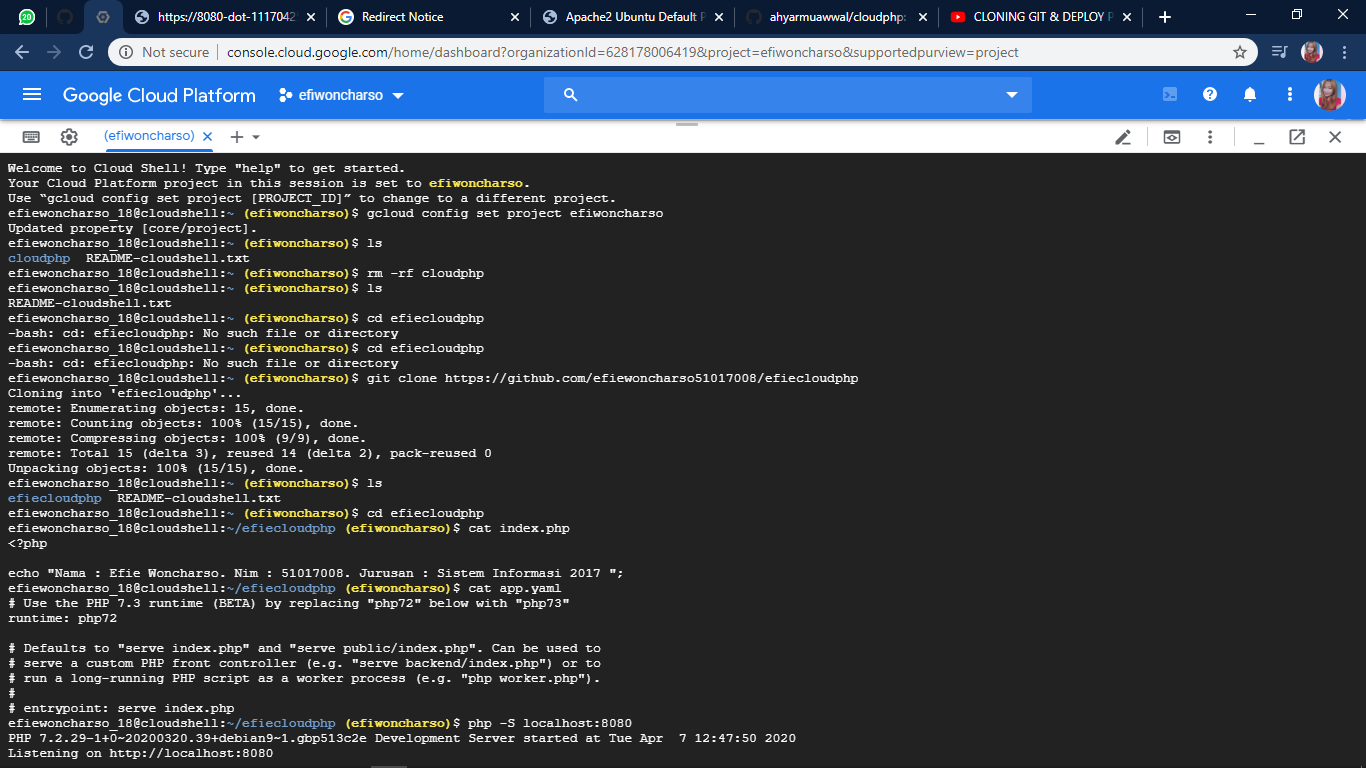 20
https://8080-dot-1117042
Redirect Notice
Apache2 Ubuntu Default P
ahyarmuawwal/cloudphp:
CLONING GIT & DEPLOY P
Not secure | console.cloud.google.com/home/dashboard?organizationId=628178006419&project=efiwoncharso&supportedpurview=project
Google Cloud Platform
efiwoncharso
(efiwoncharso)
Welcome to Cloud Shell! Type "help" to get started.
Your Cloud Platform project in this session is set to efiwoncharso.
Use “gcloud config set project [PROJECT_ID]” to change to a different project.
efiewoncharso_18@cloudshell:~ (efiwoncharso)$ gcloud config set project efiwoncharso
Updated property [core/project].
efiewoncharso_18@cloudshell:~ (efiwoncharso)$ ls
cloudphp  README-cloudshell.txt
efiewoncharso_18@cloudshell:~ (efiwoncharso)$ rm -rf cloudphp
efiewoncharso_18@cloudshell:~ (efiwoncharso)$ ls
README-cloudshell.txt
efiewoncharso_18@cloudshell:~ (efiwoncharso)$ cd efiecloudphp
-bash: cd: efiecloudphp: No such file or directory
efiewoncharso_18@cloudshell:~ (efiwoncharso)$ cd efiecloudphp
-bash: cd: efiecloudphp: No such file or directory
efiewoncharso_18@cloudshell:~ (efiwoncharso)$ git clone https://github.com/efiewoncharso51017008/efiecloudphp
Cloning into 'efiecloudphp'...
remote: Enumerating objects: 15, done.
remote: Counting objects: 100% (15/15), done.
remote: Compressing objects: 100% (9/9), done.
remote: Total 15 (delta 3), reused 14 (delta 2), pack-reused 0
Unpacking objects: 100% (15/15), done.
efiewoncharso_18@cloudshell:~ (efiwoncharso)$ ls
efiecloudphp  README-cloudshell.txt
efiewoncharso_18@cloudshell:~ (efiwoncharso)$ cd efiecloudphp
efiewoncharso_18@cloudshell:~/efiecloudphp (efiwoncharso)$ cat index.php
<?php
echo "Nama : Efie Woncharso. Nim : 51017008. Jurusan : Sistem Informasi 2017 ";
efiewoncharso_18@cloudshell:~/efiecloudphp (efiwoncharso)$ cat app.yaml
# Use the PHP 7.3 runtime (BETA) by replacing "php72" below with "php73"
runtime: php72
# Defaults to "serve index.php" and "serve public/index.php". Can be used to
# serve a custom PHP front controller (e.g. "serve backend/index.php") or to
# run a long-running PHP script as a worker process (e.g. "php worker.php").
#
# entrypoint: serve index.php
efiewoncharso_18@cloudshell:~/efiecloudphp (efiwoncharso)$ php -S localhost:8080
PHP 7.2.29-1+0~20200320.39+debian9~1.gbp513c2e Development Server started at Tue Apr  7 12:47:50 2020
Listening on http://localhost:8080